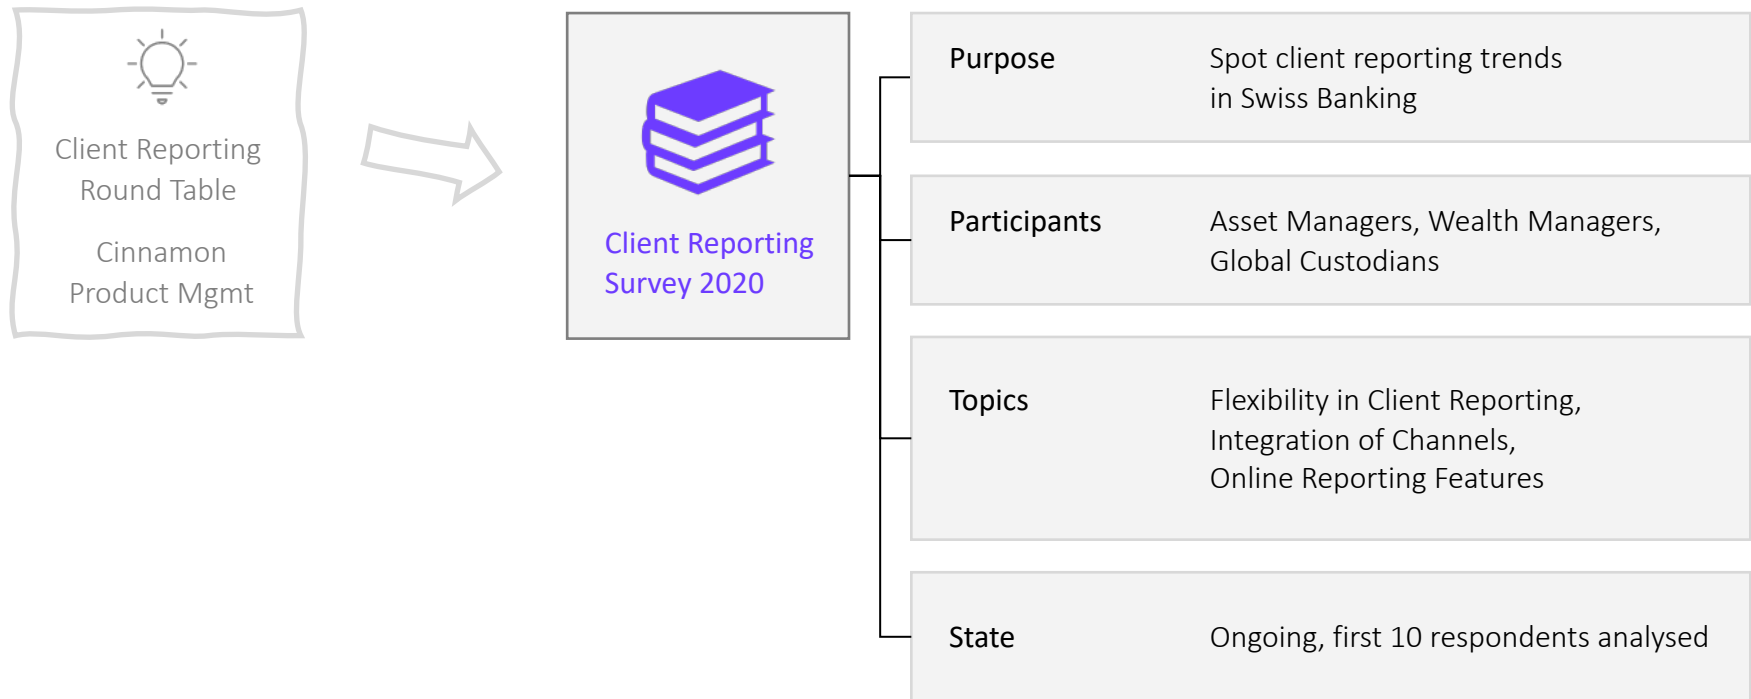 Client Reporting
Round Table
Cinnamon
Product Mgmt
Client Reporting
Survey 2020
Purpose
Spot client reporting trends
in Swiss Banking
Participants
Asset Managers, Wealth Managers,
Global Custodians
Topics
Flexibility in Client Reporting,
Integration of Channels,
Online Reporting Features
State
Ongoing, first 10 respondents analysed